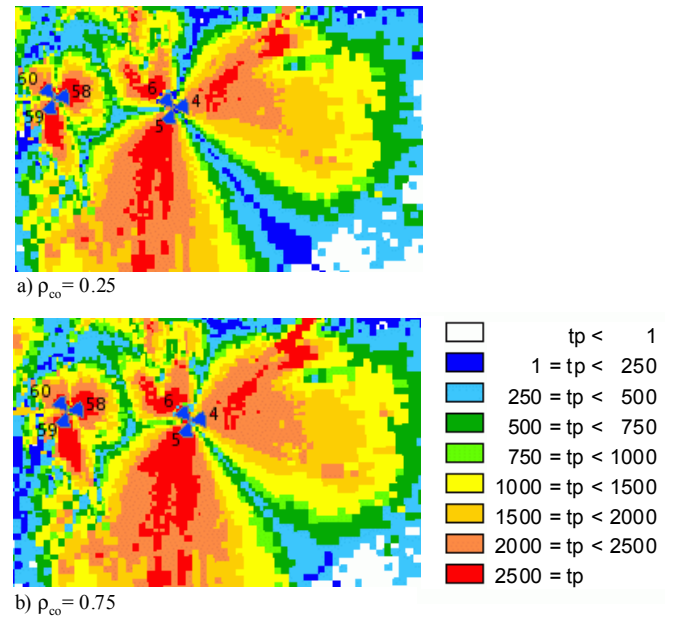 60
58
59
6
4
5
a) ρco = 0.25
60
58
59
6
4
5
tp < 1
1 = tp < 250
250 = tp < 500
500 = tp < 750
750 = tp < 1000
1000 = tp < 1500
1500 = tp < 2000
2000 = tp < 2500
2500 = tp
b) ρco = 0.75